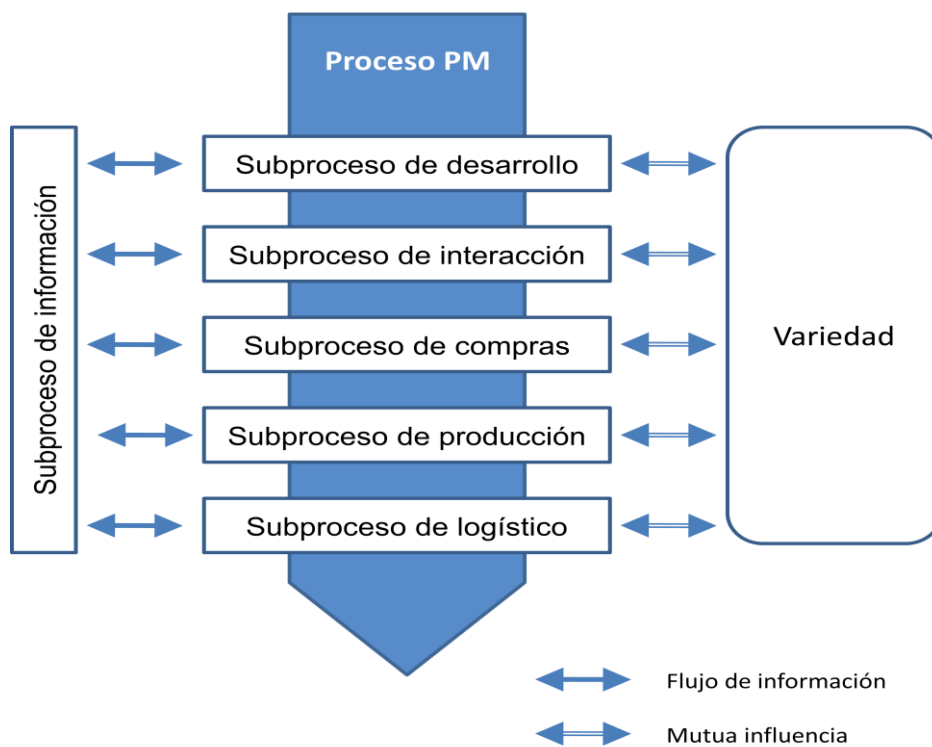 Proceso PM
Subproceso de información
Subproceso de desarrollo
Subproceso de interacción
Subproceso de compras
Subproceso de producción
Subproceso de logístico
Variedad
Flujo de información
Mutua influencia